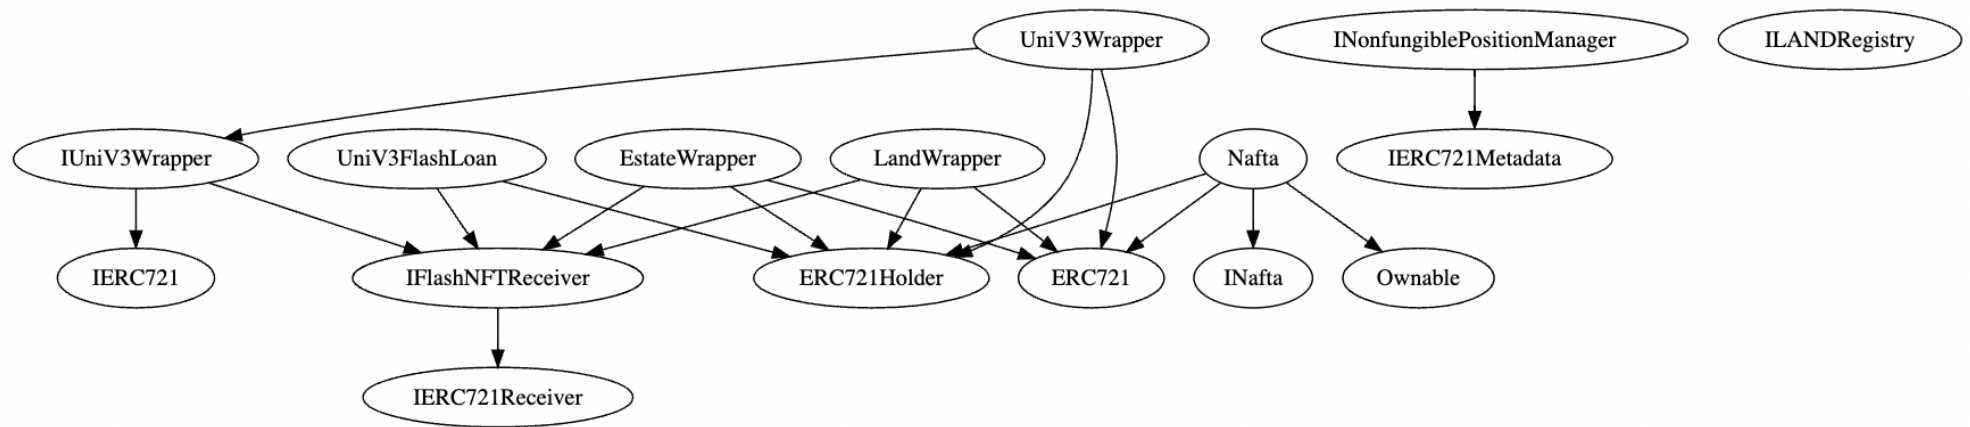 UniV3Wrapper
INonfungiblePositionManager
ILANDRegistry
IUniV3Wrapper
UniV3FlashLoan
EstateWrapper
LandWrapper
Nafta
IERC721Metadata
IERC721
IFlashNFTReceiver
ERC721Holder
ERC721
INafta
Ownable
IERC721Receiver